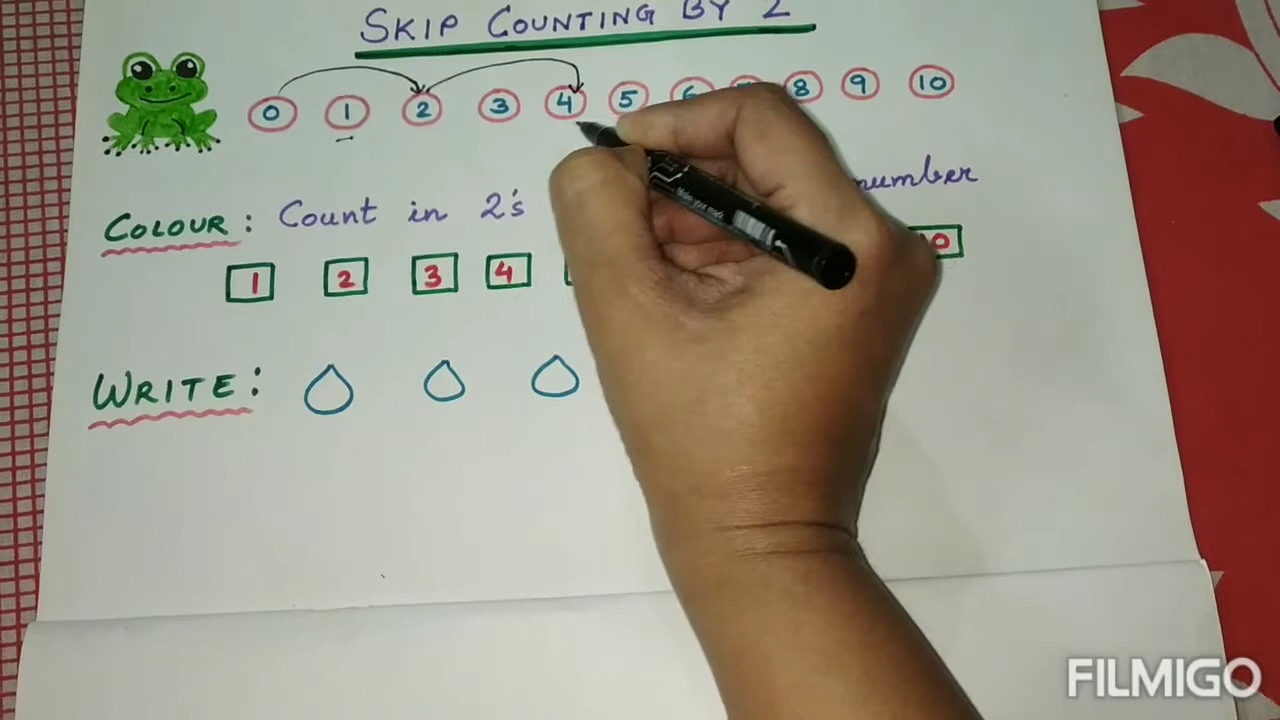 SKIP COUNTING BY 2
0 1 2 3 4 5 6 8 9 10
COLOUR: Count in 2's number
1 2 3 4
WRITE:
FILMIGO